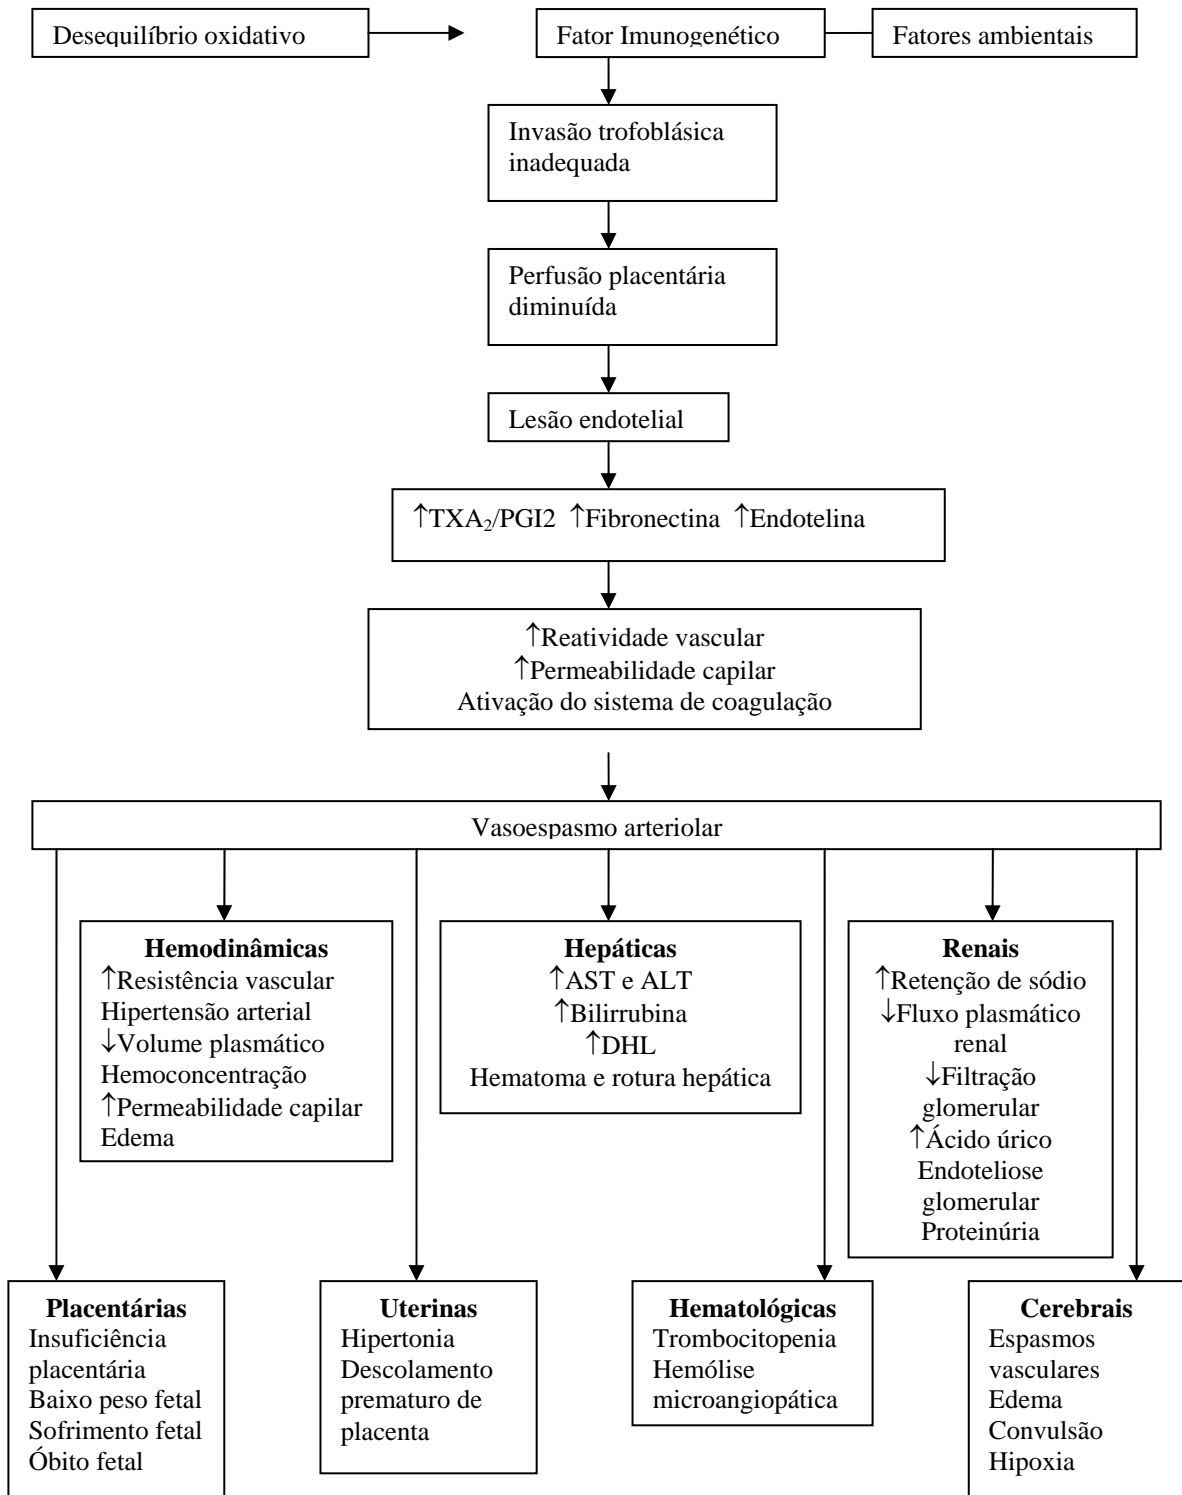 Desequilíbrio oxidativo
Fator Imunogenético
Fatores ambientais
Invasão trofoblásica
inadequada
Perfusão placentária
diminuída
Lesão endotelial
↑TXA₂/PGI2 ↑Fibronectina ↑Endotelina
↑Reatividade vascular
↑Permeabilidade capilar
Ativação do sistema de coagulação
Vasoespasmo arteriolar
Hemodinâmicas
↑Resistência vascular
Hipertensão arterial
↓Volume plasmático
Hemoconcentração
↑Permeabilidade capilar
Edema
Hepáticas
↑AST e ALT
↑Bilirrubina
↑DHL
Hematoma e rotura hepática
Renais
↑Retenção de sódio
↓Fluxo plasmático
renal
↓Filtração
glomerular
↑Ácido úrico
Endoteliose
glomerular
Proteinúria
Placentárias
Insuficiência
placentária
Baixo peso fetal
Sofrimento fetal
Óbito fetal
Uterinas
Hipertonia
Descolamento
prematuro de
placenta
Hematológicas
Trombocitopenia
Hemólise
microangiopática
Cerebrais
Espasmos
vasculares
Edema
Convulsão
Hipoxia